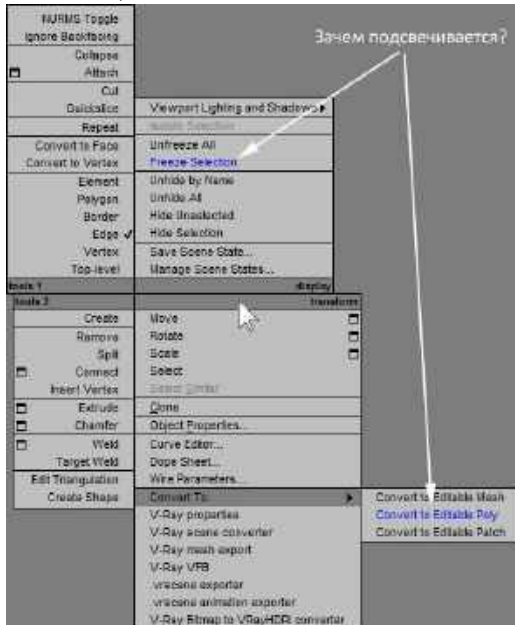 NURMS Toggle
Ignore Backfacing
Зачем подсвечивается?
Collapse
Attach
Cut
Quickslice
Viewport Lighting and Shadows
Repeat
Isolate Selection
Convert to Face
Unfreeze All
Convert to Vertex
Freeze Selection
Element
Unhide by Name
Polygon
Unhide All
Border
Hide Unselected
Edge
Hide Selection
Vertex
Save Scene State...
Top-level
Manage Scene States...
tools 1
display
tools 2
transform
Create
Move
Remove
Rotate
Split
Scale
Connect
Select
Insert Vertex
Select Similar
Extrude
Clone
Chamfer
Object Properties...
Weld
Curve Editor...
Target Weld
Dope Sheet...
Edit Triangulation
Wire Parameters...
Create Shape
Convert To:
Convert to Editable Mesh
V-Ray properties
Convert to Editable Poly
V-Ray scene converter
Convert to Editable Patch
V-Ray mesh export
V-Ray VFB
.vrscene exporter
.vrscene animation exporter
V-Ray Bitmap to VRayHDRI converter